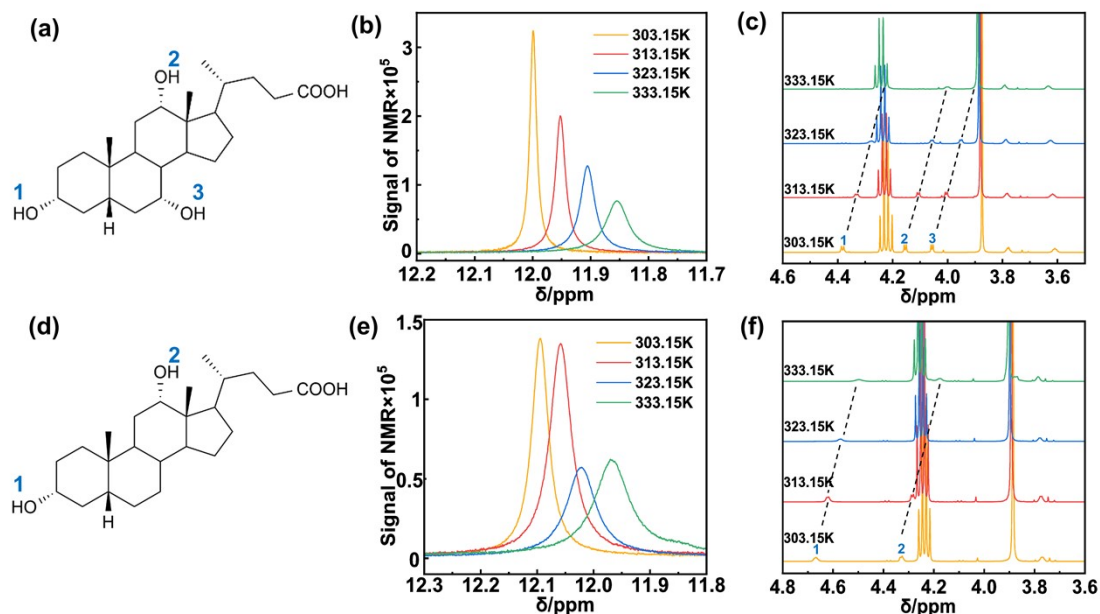 (a)
2
OH
COOH
1
HO
H
3
OH
(b)
Signal of NMR×10⁵
3
2
1
0
303.15K
313.15K
323.15K
333.15K
12.2 12.1 12.0 11.9 11.8 11.7
δ/ppm
(c)
333.15K
323.15K
313.15K
303.15K
1 2 3
4.6 4.4 4.2 4.0 3.8 3.6
δ/ppm
(d)
2
OH
COOH
1
HO
H
(e)
Signal of NMR×10⁵
1.5
1.0
0.5
0
303.15K
313.15K
323.15K
333.15K
12.3 12.2 12.1 12.0 11.9 11.8
δ/ppm
(f)
333.15K
323.15K
313.15K
303.15K
1 2
4.8 4.6 4.4 4.2 4.0 3.8 3.6
δ/ppm